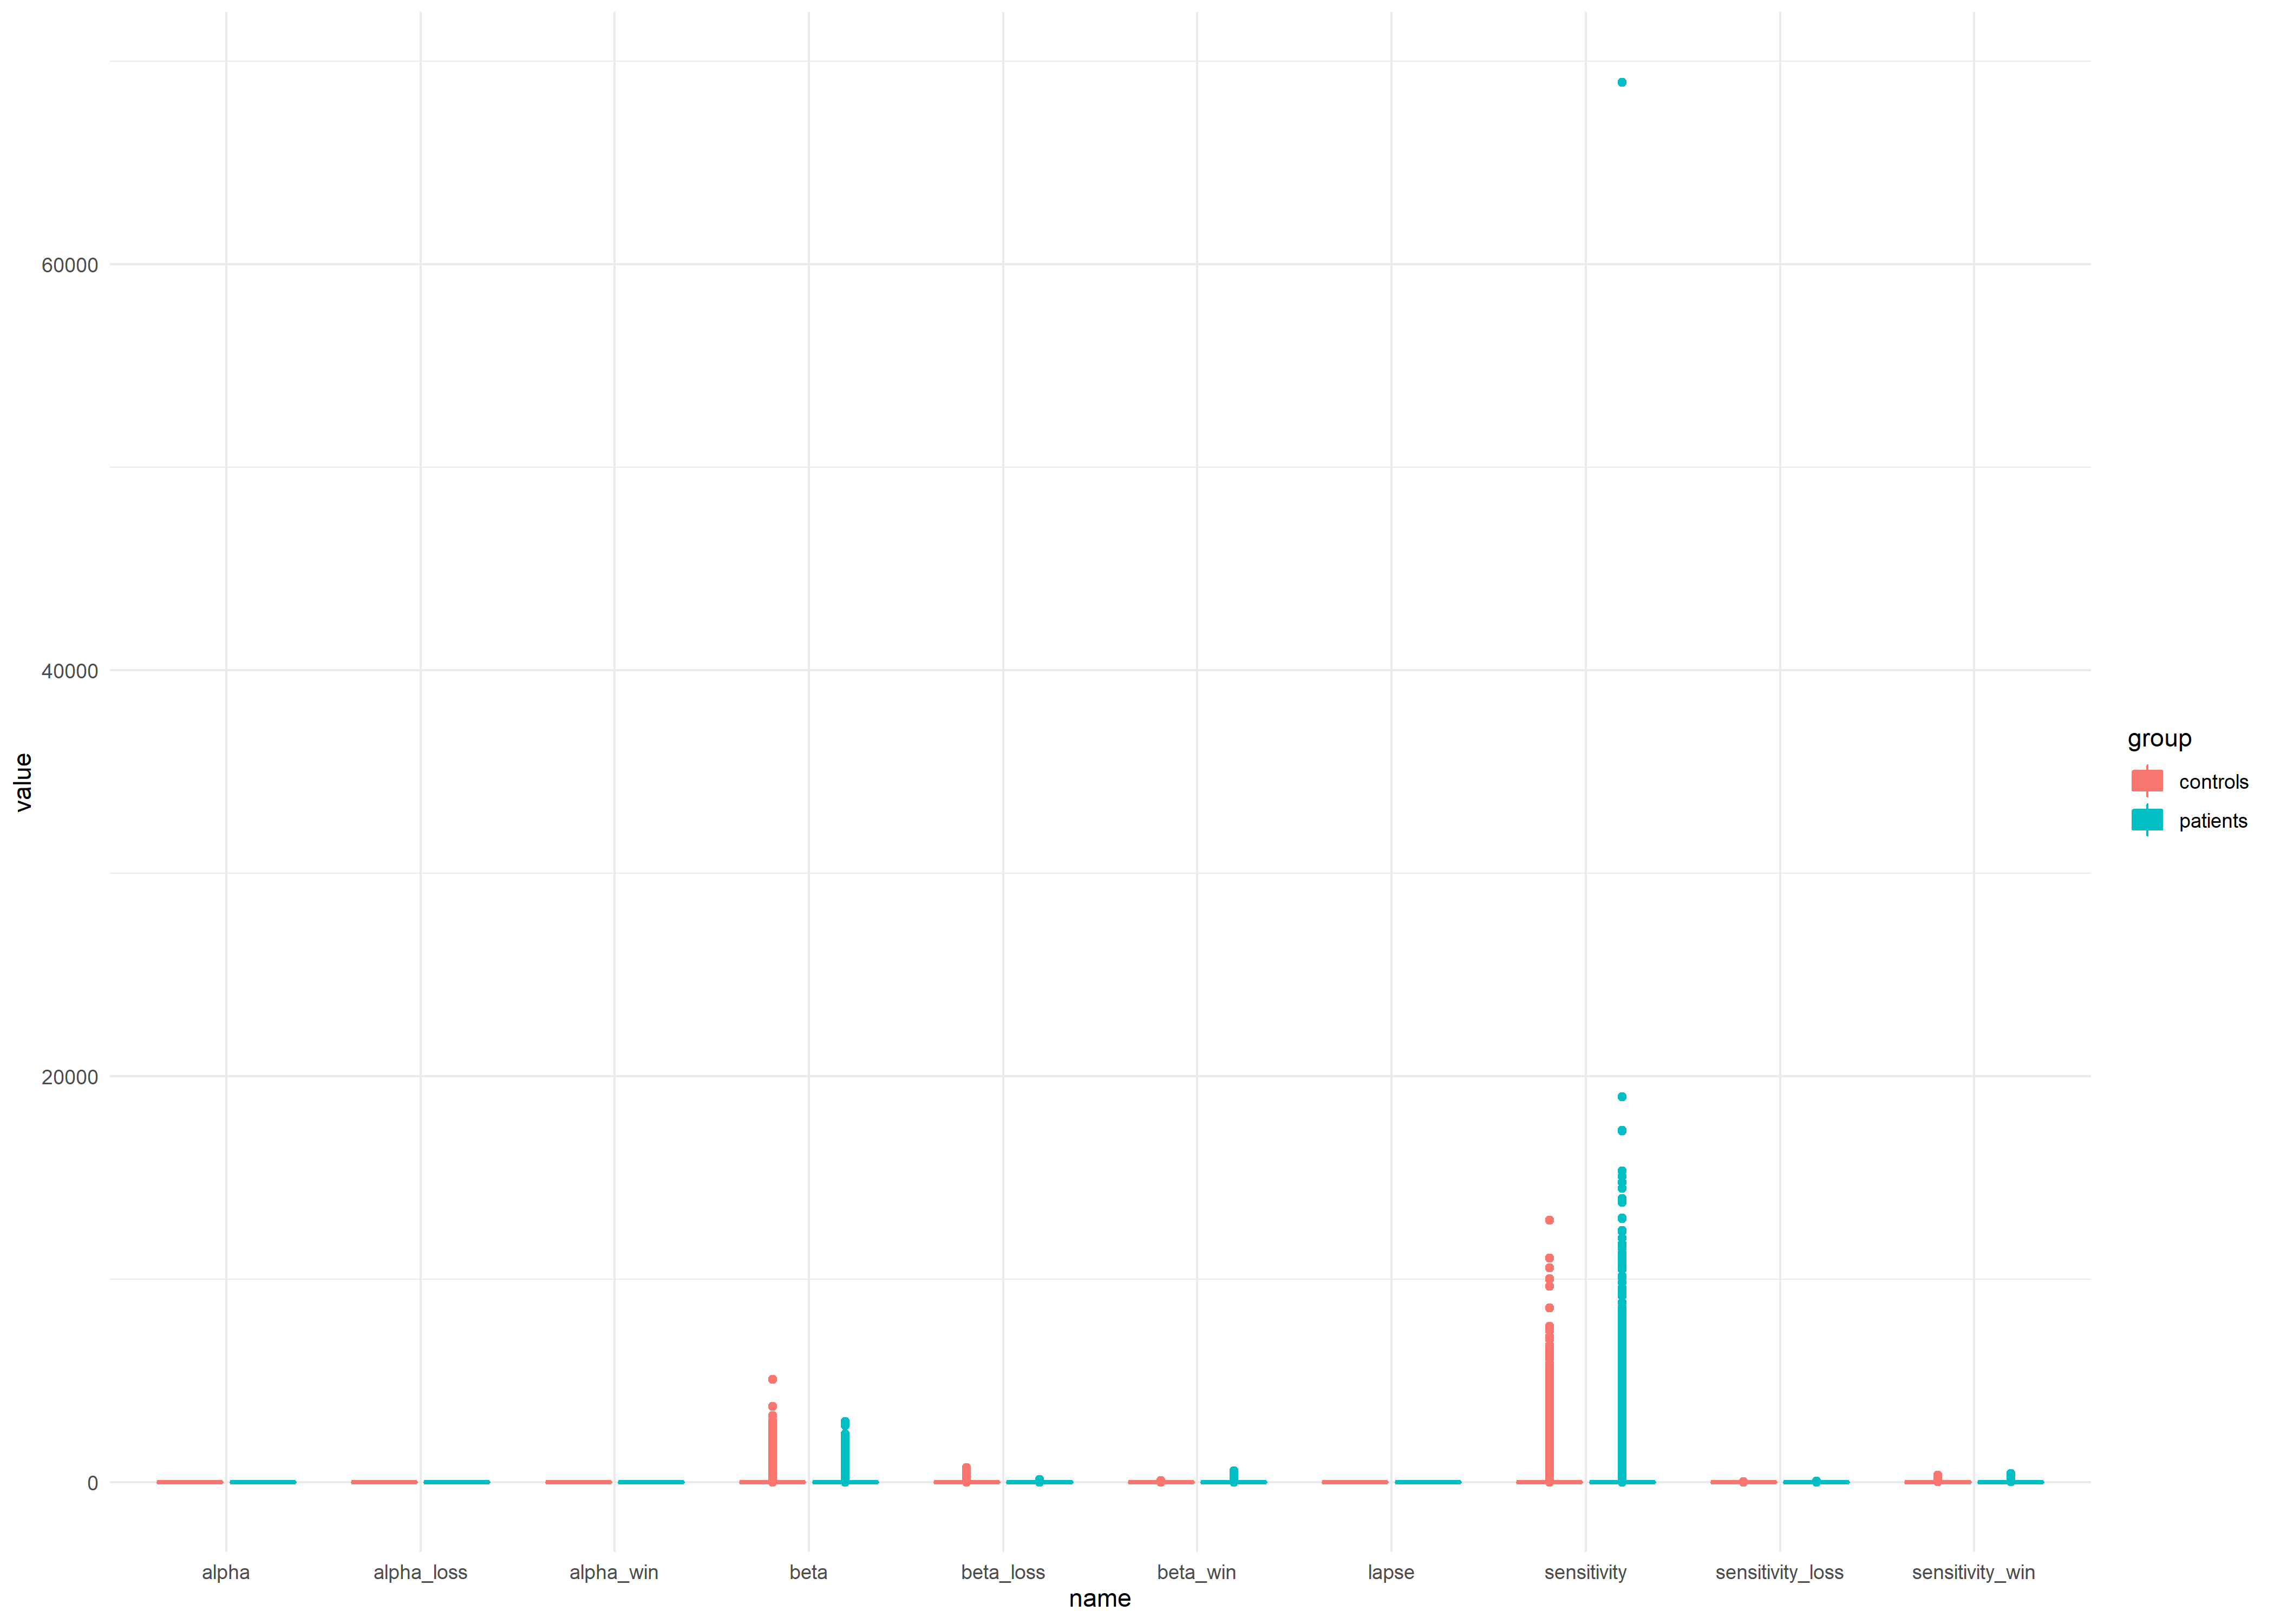 60000
40000
20000
0
value
alpha
alpha_loss
alpha_win
beta
beta_loss
beta_win
lapse
sensitivity
sensitivity_loss
sensitivity_win
name
group
controls
patients